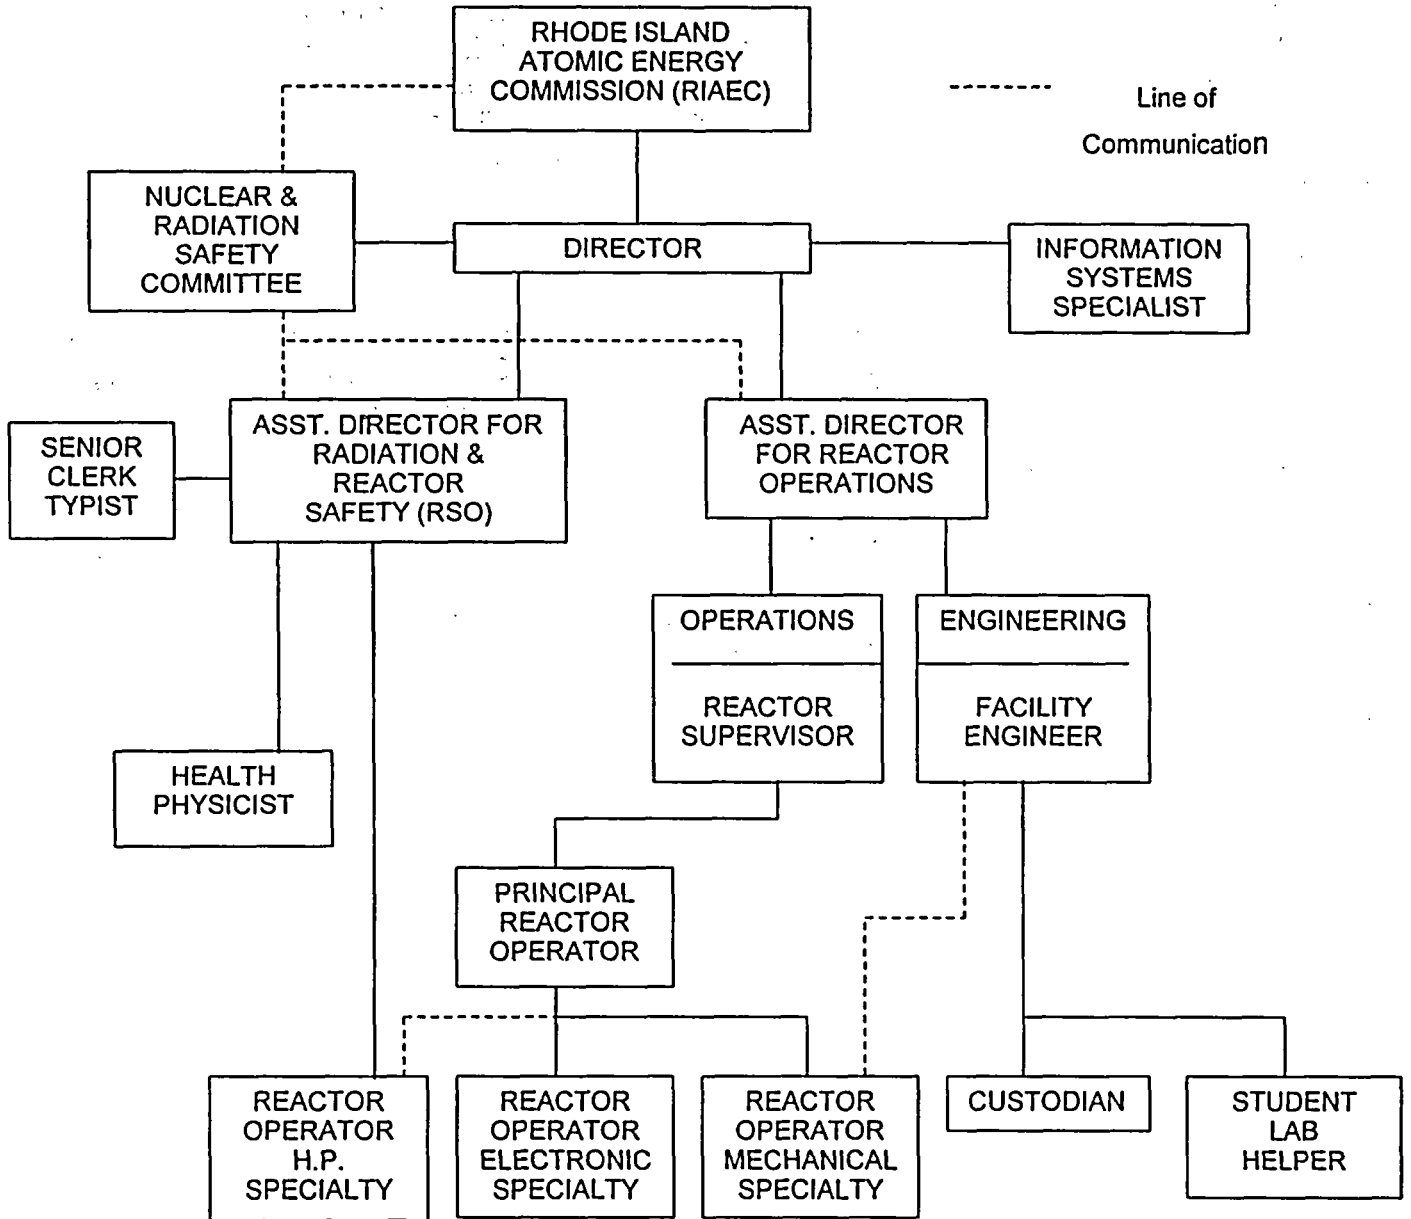 RHODE ISLAND
ATOMIC ENERGY
COMMISSION (RIAEC)
Line of
Communication
NUCLEAR &
RADIATION
SAFETY
COMMITTEE
DIRECTOR
INFORMATION
SYSTEMS
SPECIALIST
SENIOR
CLERK
TYPIST
ASST. DIRECTOR FOR
RADIATION &
REACTOR
SAFETY (RSO)
ASST. DIRECTOR
FOR REACTOR
OPERATIONS
OPERATIONS
REACTOR
SUPERVISOR
ENGINEERING
FACILITY
ENGINEER
HEALTH
PHYSICIST
PRINCIPAL
REACTOR
OPERATOR
REACTOR
OPERATOR
H.P.
SPECIALTY
REACTOR
OPERATOR
ELECTRONIC
SPECIALTY
REACTOR
OPERATOR
MECHANICAL
SPECIALTY
CUSTODIAN
STUDENT
LAB
HELPER